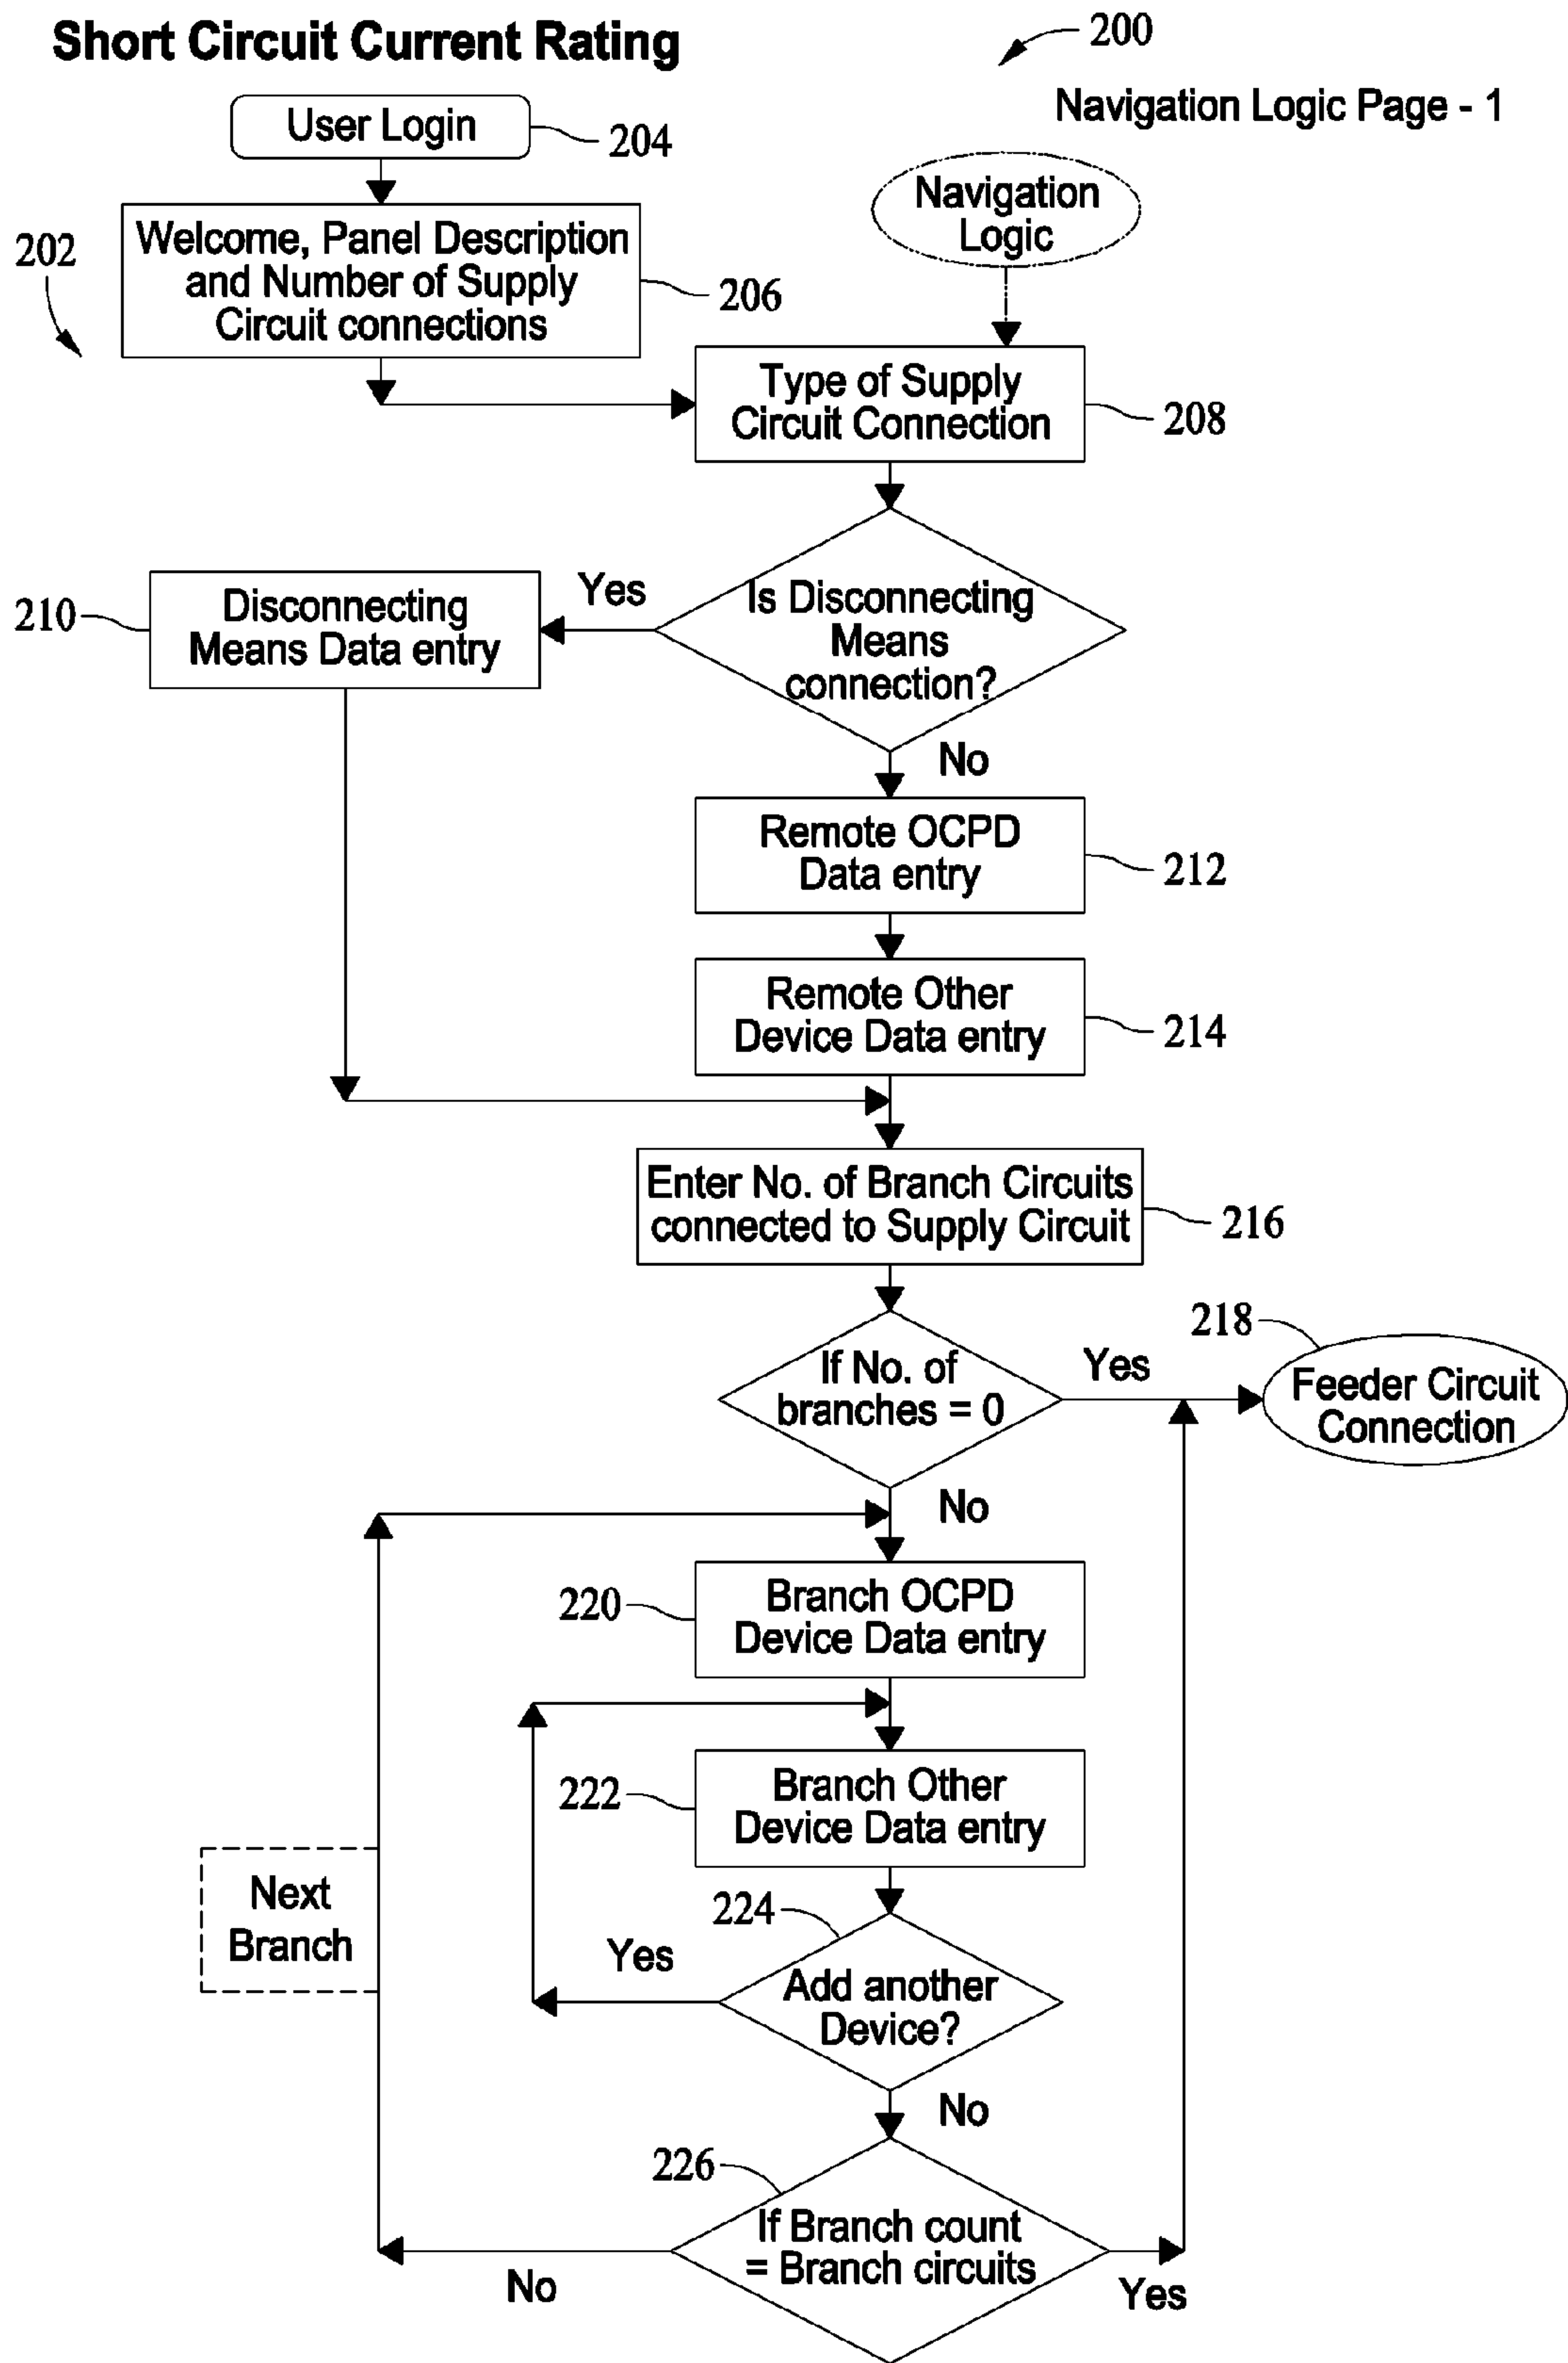 Short Circuit Current Rating
200
Navigation Logic Page - 1
User Login
204
Navigation
Logic
202
Welcome, Panel Description
and Number of Supply
Circuit connections
206
Type of Supply
Circuit Connection
208
Is Disconnecting
Means
connection?
Yes
210
Disconnecting
Means Data entry
No
Remote OCPD
Data entry
212
Remote Other
Device Data entry
214
Enter No. of Branch Circuits
connected to Supply Circuit
216
If No. of
branches = 0
Yes
218
Feeder Circuit
Connection
No
220
Branch OCPD
Device Data entry
222
Branch Other
Device Data entry
Next
Branch
224
Yes
Add another
Device?
No
226
If Branch count
= Branch circuits
No
Yes